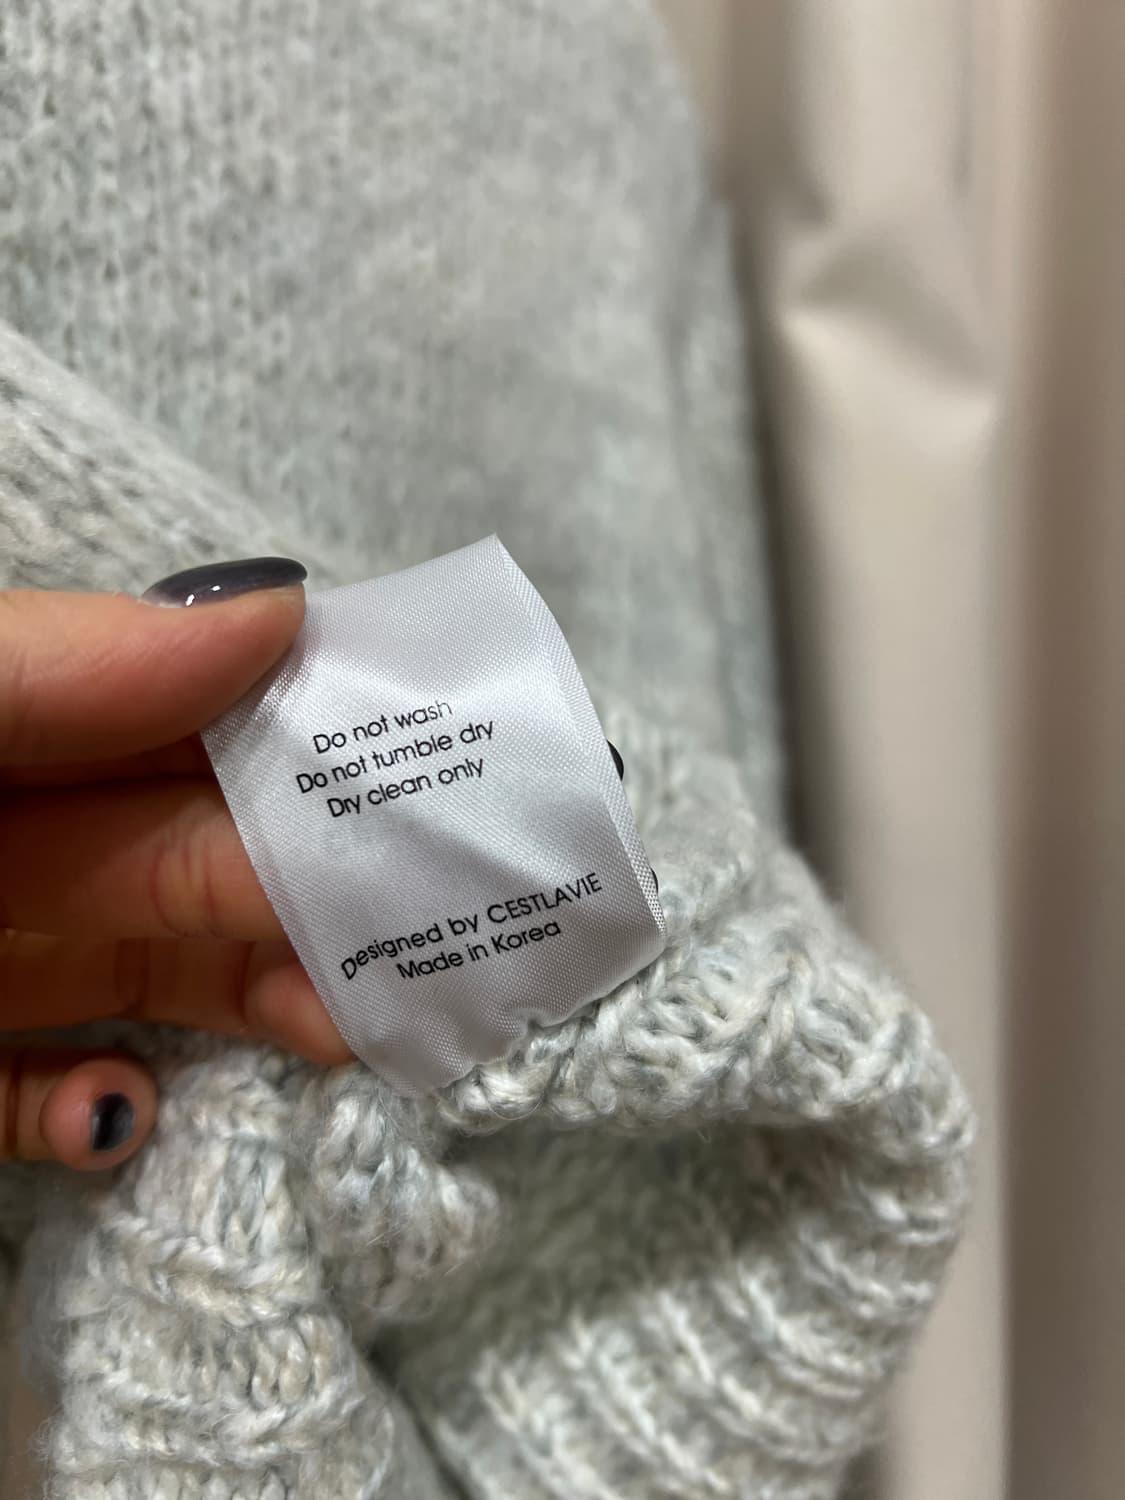 Do not wash
Do not tumble dry
Dry clean only
Designed by CESTLAVIE
Made in Korea